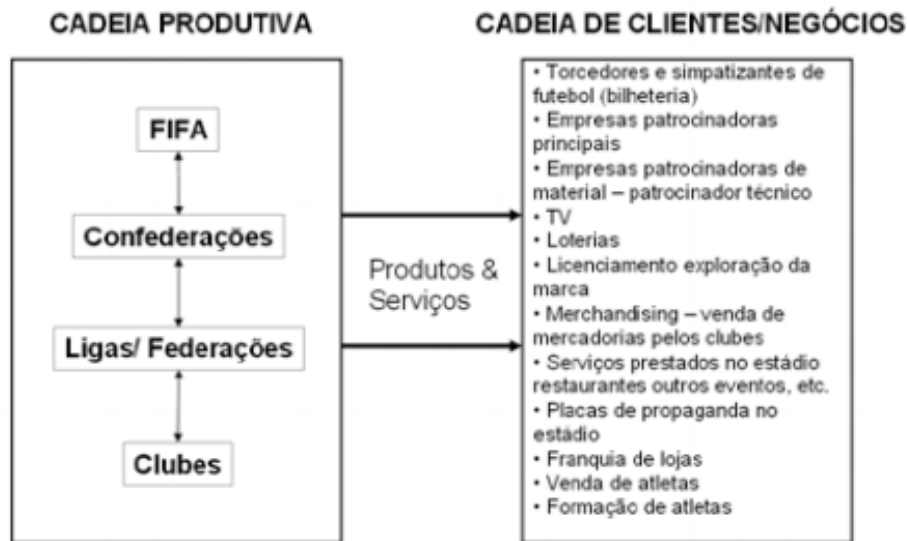 CADEIA PRODUTIVA
FIFA
Confederações
Ligas/ Federações
Clubes
Produtos &
Serviços
CADEIA DE CLIENTES/NEGÓCIOS
• Torcedores e simpatizantes de
futebol (bilheteria)
• Empresas patrocinadoras
principais
• Empresas patrocinadoras de
material – patrocinador técnico
• TV
• Loterias
• Licenciamento exploração da
marca
• Merchandising – venda de
mercadorias pelos clubes
• Serviços prestados no estádio
restaurantes outros eventos, etc.
• Placas de propaganda no
estádio
• Franquia de lojas
• Venda de atletas
• Formação de atletas